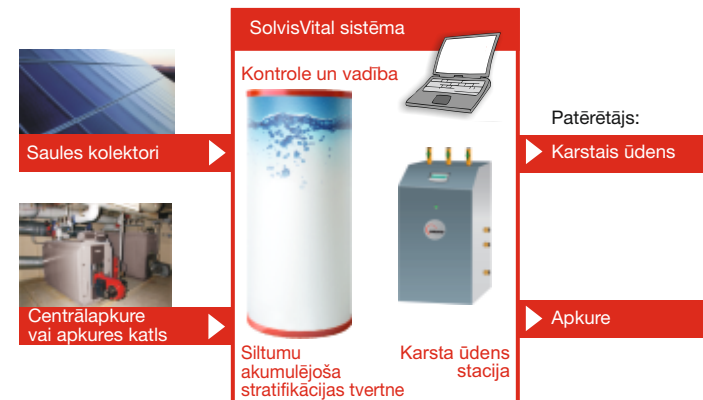 SolvisVital sistēma
Kontrole un vadība
Saules kolektori
Centrālapkure
vai apkures katls
Siltumu
akumulējoša
stratifikācijas tvertne
Karsta ūdens
stacija
Patērētājs:
Karstais ūdens
Apkure